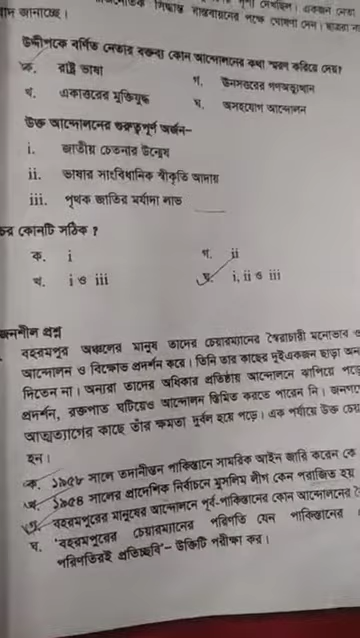 সিদ্ধান্ত বাস্তবায়নের পক্ষে ঘোষণা দেন।
জানাচ্ছে।
উদ্দীপকে বর্ণিত নেতার বক্তব্য কোন আন্দোলনের কথা স্মরণ করিয়ে দেয়?
ক. রাষ্ট্র ভাষা
গ. ঊনসত্তরের গণঅভ্যুত্থান
খ. একাত্তরের মুক্তিযুদ্ধ
ঘ. অসহযোগ আন্দোলন
উক্ত আন্দোলনের গুরুত্বপূর্ণ অর্জন–
i. জাতীয় চেতনার উন্মেষ
ii. ভাষার সাংবিধানিক স্বীকৃতি আদায়
iii. পৃথক জাতির মর্যাদা লাভ
কোনটি সঠিক ?
ক. i
গ. ii
খ. i ও iii
ঘ. i, ii ও iii
প্রশ্ন
বহরমপুর অঞ্চলের মানুষ তাদের চেয়ারম্যানের স্বৈরাচারী মনোভাব ও
আন্দোলন ও বিক্ষোভ প্রদর্শন করে। তিনি তার কাছের দুইএকজন ছাড়া
দিতেন না। অন্যরা তাদের অধিকার প্রতিষ্ঠায় আন্দোলনে ঝাপিয়ে পড়ে
প্রদর্শন, রক্তপাত ঘটিয়েও আন্দোলন স্তিমিত করতে পারেন নি।
আত্মত্যাগের কাছে তাঁর ক্ষমতা দুর্বল হয়ে পড়ে। এক পর্যায়ে উক্ত
হন।
ক. ১৯৫৮ সালে তদানীন্তন পাকিস্তানে সামরিক আইন জারি করেন কে
খ. ১৯৫৪ সালের প্রাদেশিক নির্বাচনে মুসলিম লীগ কেন পরাজিত হয়
গ. বহরমপুরের মানুষের আন্দোলনে পূর্ব-পাকিস্তানের কোন আন্দোলনের
ঘ. 'বহরমপুরের চেয়ারম্যানের পরিণতি যেন পাকিস্তানের
পরিণতিরই প্রতিচ্ছবি'– উক্তিটি পরীক্ষা কর।